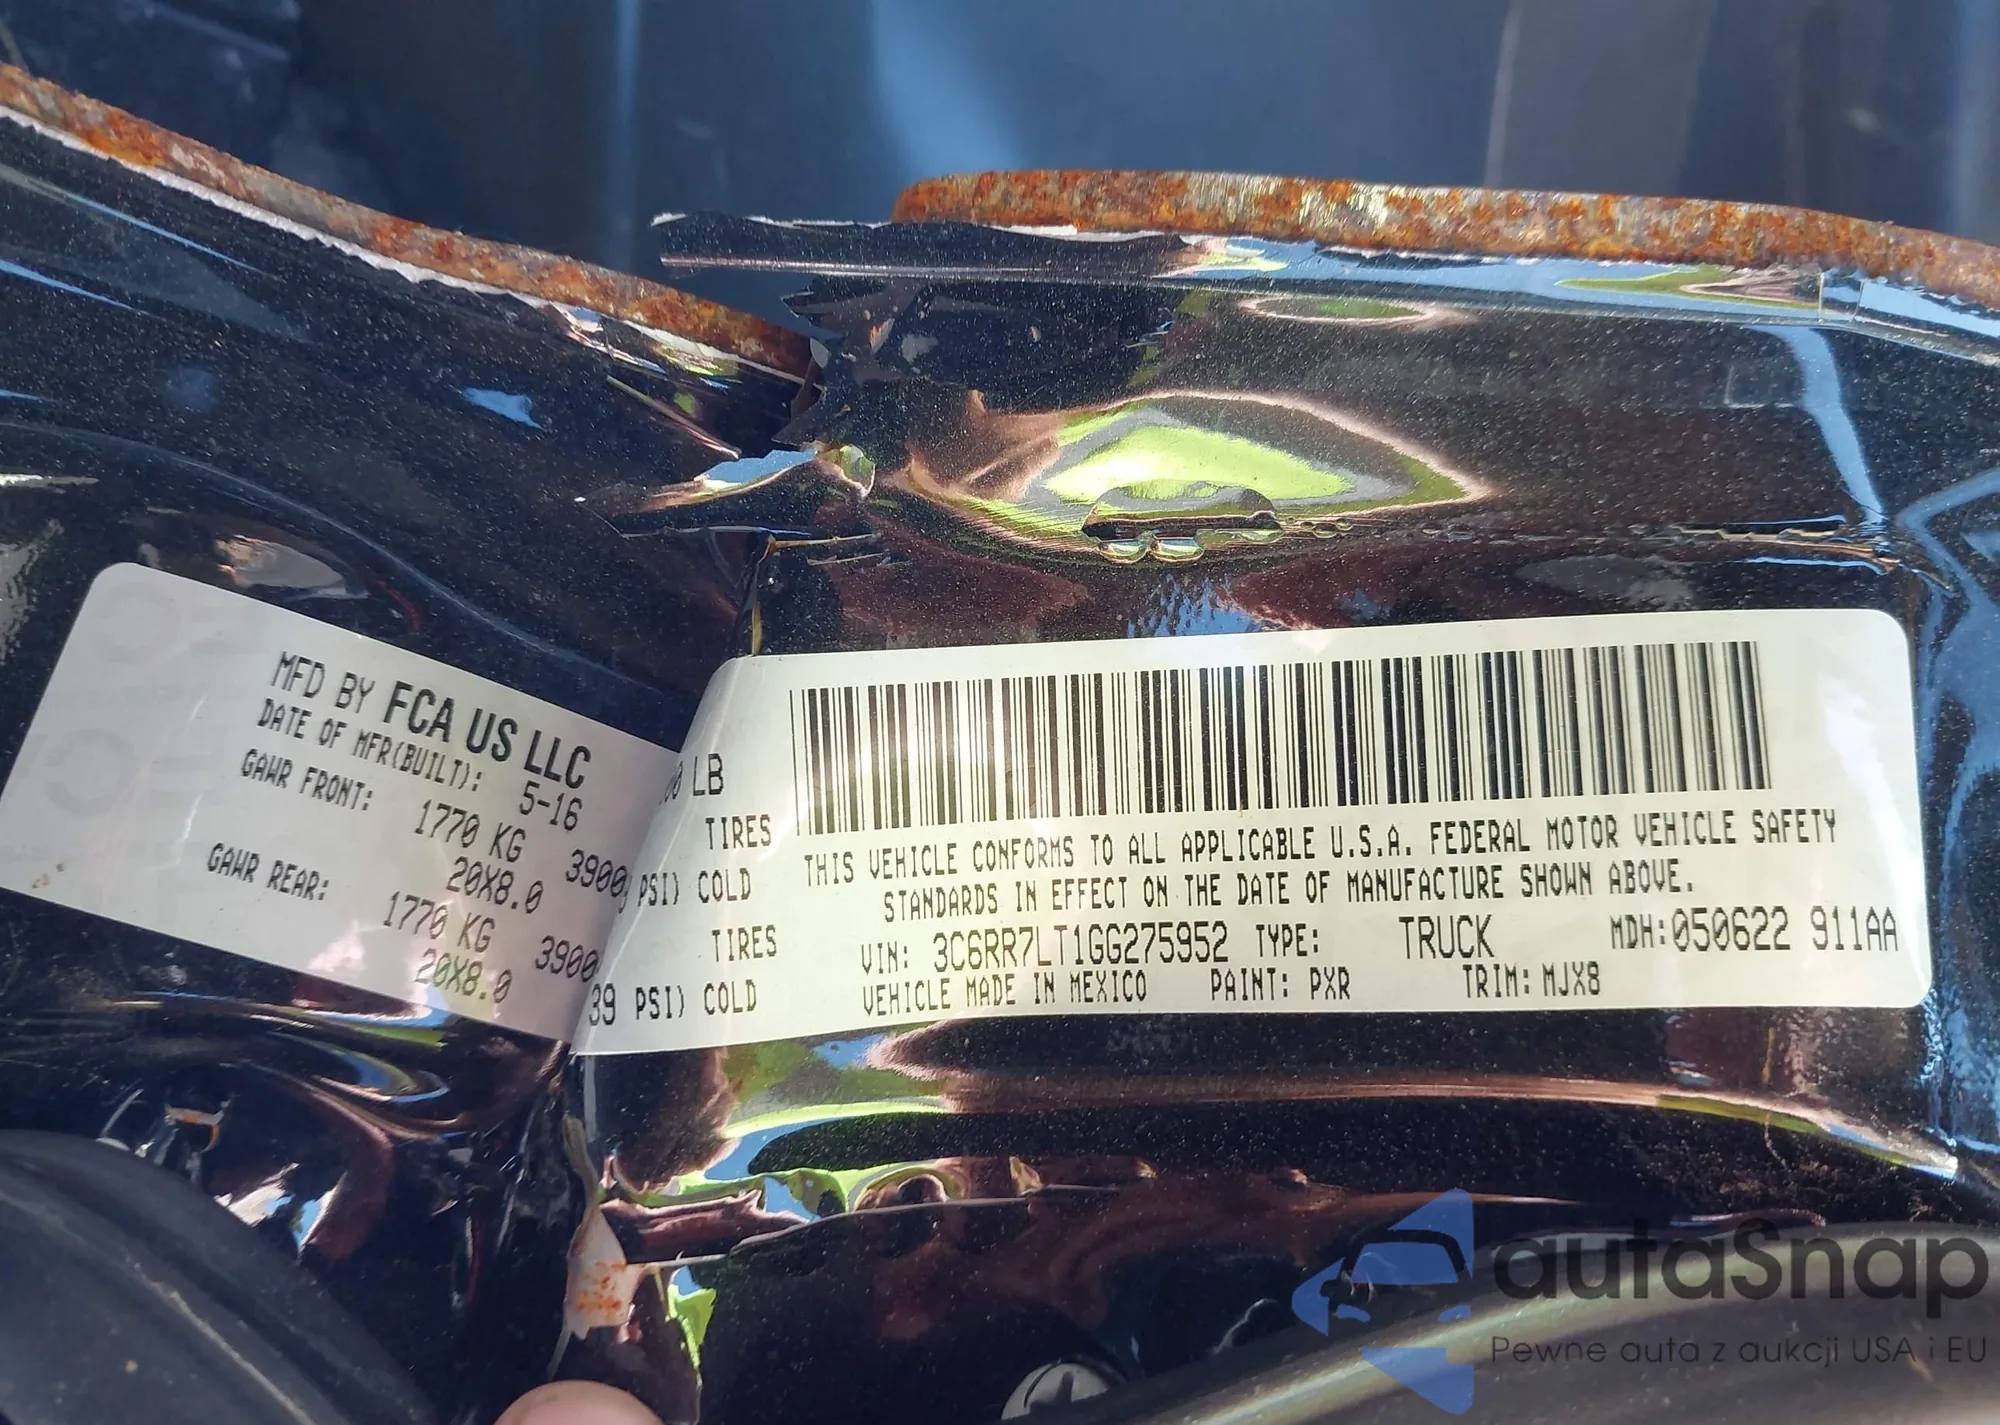 MFD BY FCA US LLC
DATE OF MFR(BUILT): 5-16
GAWR FRONT: 1770 KG 3900
20X8.0
GAWR REAR: 1770 KG 3900
20X8.0
LB
TIRES
PSI) COLD
TIRES
39 PSI) COLD
THIS VEHICLE CONFORMS TO ALL APPLICABLE U.S.A. FEDERAL MOTOR VEHICLE SAFETY
STANDARDS IN EFFECT ON THE DATE OF MANUFACTURE SHOWN ABOVE.
VIN: 3C6RR7LT1GG275952 TYPE: TRUCK MDH:050622 911AA
VEHICLE MADE IN MEXICO PAINT: PXR TRIM: MJX8
autaSnap
Pewne auta z aukcji USA i EU